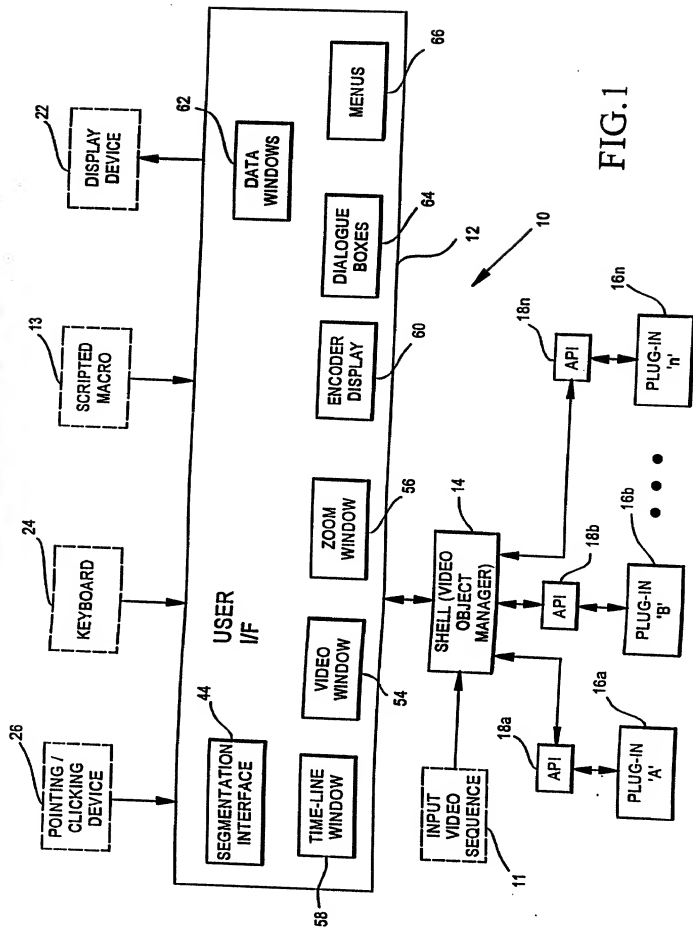 26
POINTING /
CLICKING
DEVICE
24
KEYBOARD
13
SCRIPTED
MACRO
22
DISPLAY
DEVICE
44
SEGMENTATION
INTERFACE
USER
I/F
62
DATA
WINDOWS
TIME-LINE
WINDOW
58
VIDEO
WINDOW
54
ZOOM
WINDOW
56
ENCODER
DISPLAY
60
DIALOGUE
BOXES
64
MENUS
66
12
10
INPUT
VIDEO
SEQUENCE
11
SHELL (VIDEO
OBJECT
MANAGER)
14
18a
API
18b
API
18n
API
16a
PLUG-IN
'A'
16b
PLUG-IN
'B'
16n
PLUG-IN
'n'
FIG.1